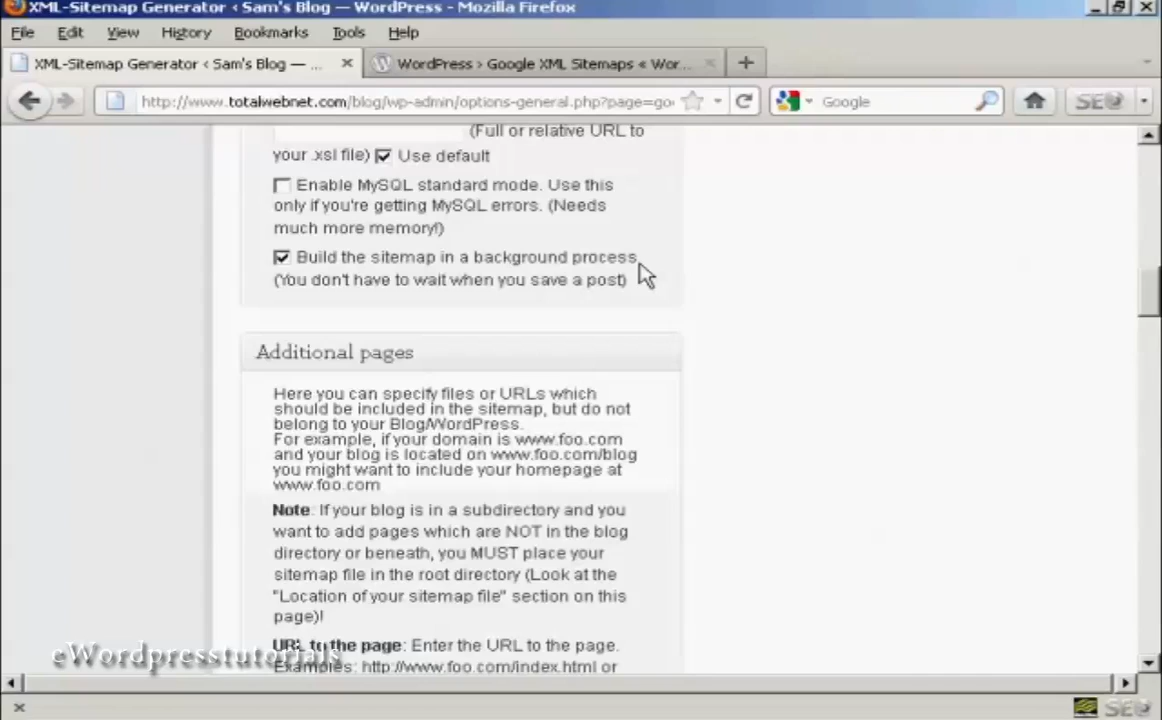 XML-Sitemap Generator ‹ Sam's Blog — WordPress - Mozilla Firefox
File Edit View History Bookmarks Tools Help
XML-Sitemap Generator ‹ Sam's Blog — ... WordPress › Google XML Sitemaps « Wor...
http://www.totalwebnet.com/blog/wp-admin/options-general.php?page=goo Google SEO
(Full or relative URL to
your .xsl file) Use default
Enable MySQL standard mode. Use this
only if you're getting MySQL errors. (Needs
much more memory!)
Build the sitemap in a background process.
(You don't have to wait when you save a post)
Additional pages
Here you can specify files or URLs which
should be included in the sitemap, but do not
belong to your Blog/WordPress.
For example, if your domain is www.foo.com
and your blog is located on www.foo.com/blog
you might want to include your homepage at
www.foo.com
Note: If your blog is in a subdirectory and you
want to add pages which are NOT in the blog
directory or beneath, you MUST place your
sitemap file in the root directory (Look at the
"Location of your sitemap file" section on this
page)!
URL to the page: Enter the URL to the page.
Examples: http://www.foo.com/index.html or
eWordpresstutorials
SEO